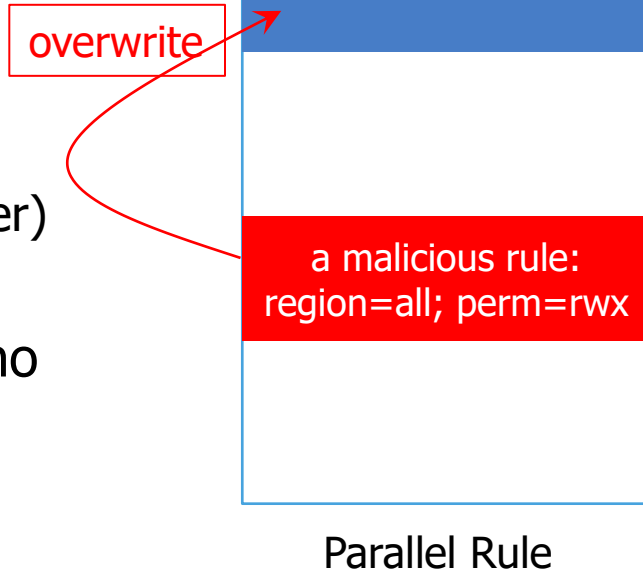 overwrite
er)
a malicious rule:
region=all; perm=rwx
no
Parallel Rule